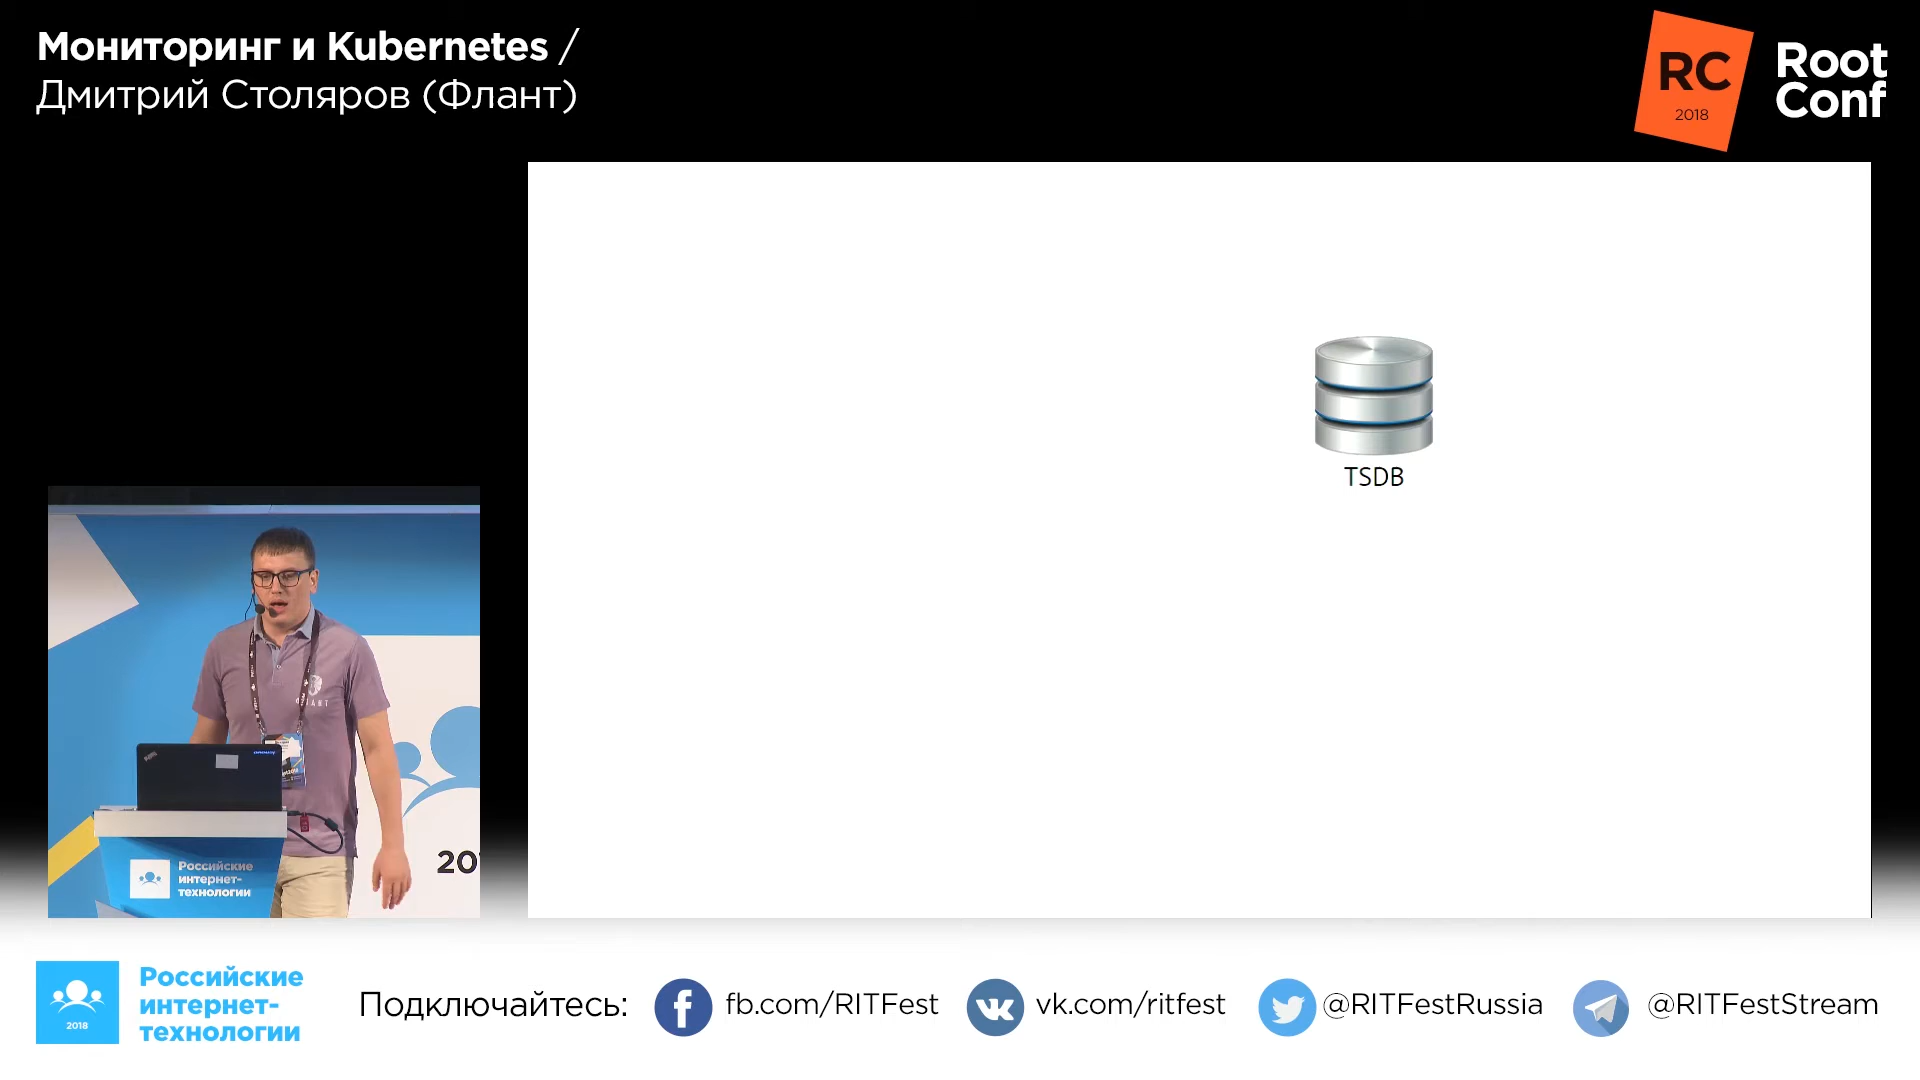 Мониторинг и Kubernetes /
Дмитрий Столяров (Флант)
RC
2018
Root
Conf
TSDB
Российские
интернет-
технологии
20
2018
Российские
интернет-
технологии
Подключайтесь:
fb.com/RITFest
vk.com/ritfest
@RITFestRussia
@RITFestStream